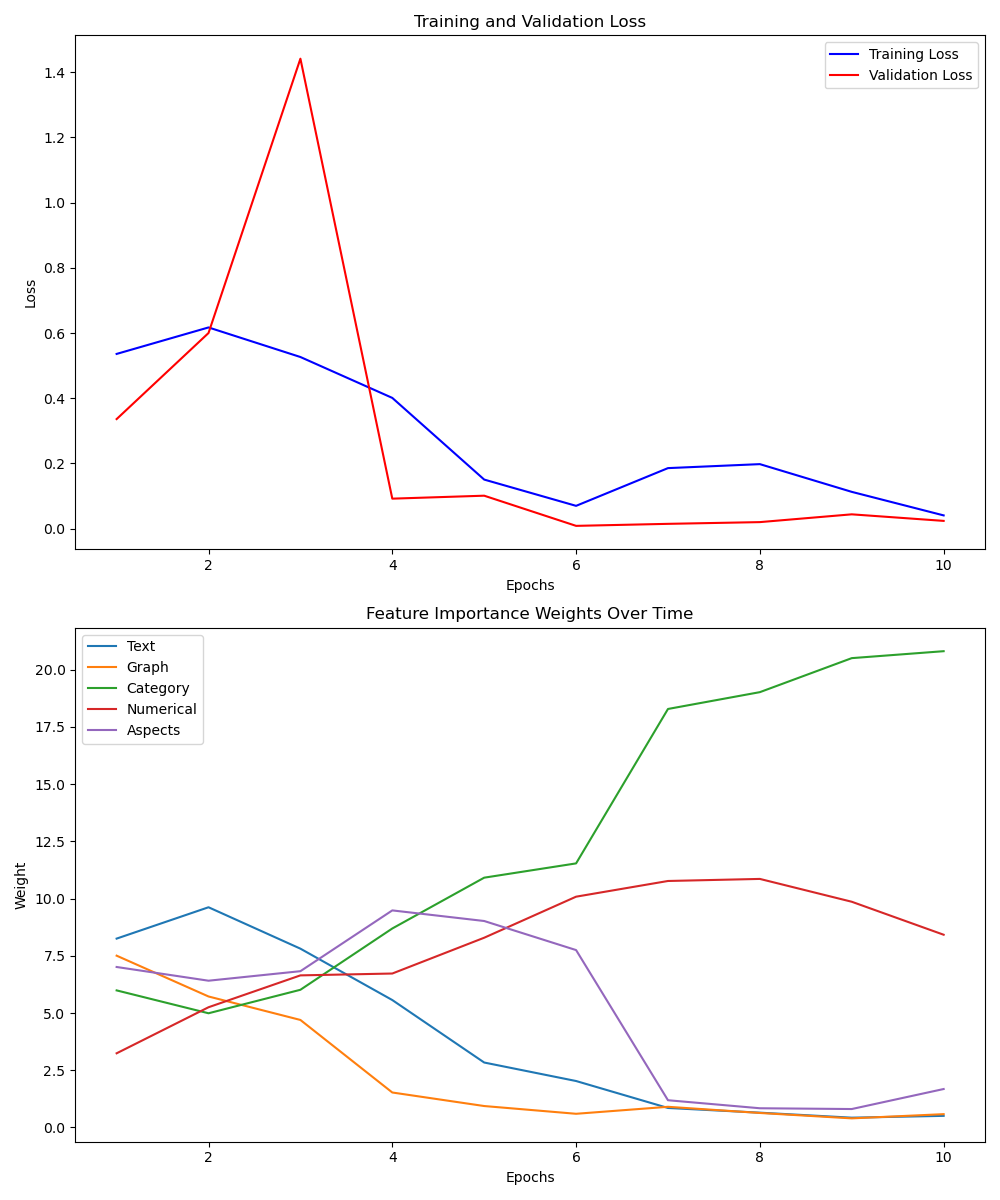 Training and Validation Loss
Training Loss
Validation Loss
1.4
1.2
1.0
0.8
0.6
0.4
0.2
0.0
Loss
2 4 6 8 10
Epochs
Feature Importance Weights Over Time
Text
Graph
Category
Numerical
Aspects
20.0
17.5
15.0
12.5
10.0
7.5
5.0
2.5
0.0
Weight
2 4 6 8 10
Epochs